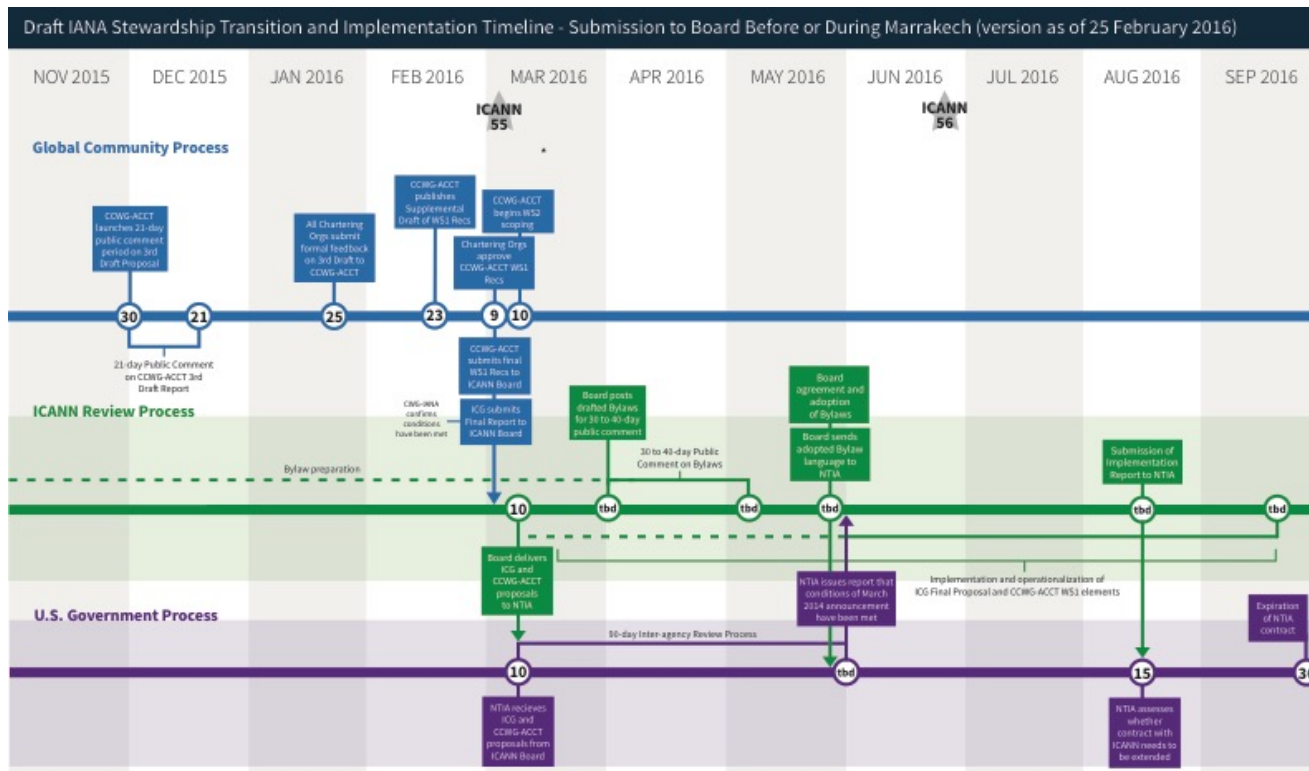 Draft IANA Stewardship Transition and Implementation Timeline - Submission to Board Before or During Marrakech (version as of 25 February 2016)
NOV 2015 DEC 2015 JAN 2016 FEB 2016 MAR 2016 APR 2016 MAY 2016 JUN 2016 JUL 2016 AUG 2016 SEP 2016
ICANN
55
ICANN
56
Global Community Process
CCWG-ACCT
launches 21-day
public comment
period on 3rd
Draft Proposal
All Chartering
Orgs submit
formal feedback
on 3rd Draft to
CCWG-ACCT
CCWG-ACCT
publishes
Supplemental
Draft of WS1 Recs
CCWG-ACCT
begins WS2
scoping
Chartering Orgs
approve
CCWG-ACCT WS1
Recs
30 21 25 23 9 10
21-day Public Comment
on CCWG-ACCT 3rd
Draft Report
CCWG-ACCT
submits final
WS1 Recs to
ICANN Board
CWG-IANA
confirms
conditions
have been met
ICG submits
Final Report to
ICANN Board
ICANN Review Process
Board posts
drafted Bylaws
for 30 to 40-day
public comment
Board
agreement and
adoption
of Bylaws
Board sends
adopted Bylaw
language to
NTIA
Submission of
Implementation
Report to NTIA
Bylaw preparation
30 to 40-day Public
Comment on Bylaws
10 tbd tbd tbd tbd tbd
Board delivers
ICG and
CCWG-ACCT
proposals
to NTIA
NTIA issues report that
conditions of March
2014 announcement
have been met
Implementation and operationalization of
ICG Final Proposal and CCWG-ACCT WS1 elements
U.S. Government Process
Expiration
of NTIA
contract
90-day Inter-agency Review Process
10 tbd 15 30
NTIA recieves
ICG and
CCWG-ACCT
proposals from
ICANN Board
NTIA assesses
whether
contract with
ICANN needs to
be extended